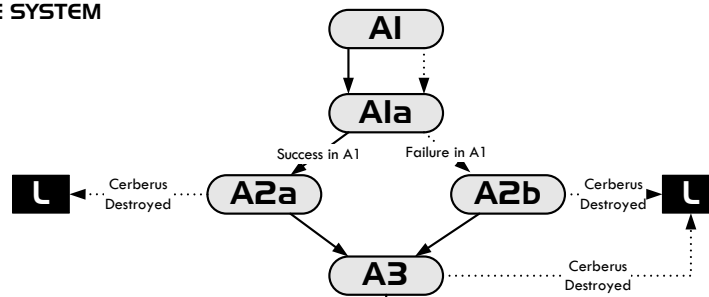 E SYSTEM
A1
A1a
Success in A1
Failure in A1
L
Cerberus
Destroyed
A2a
A2b
Cerberus
Destroyed
L
A3
Cerberus
Destroyed